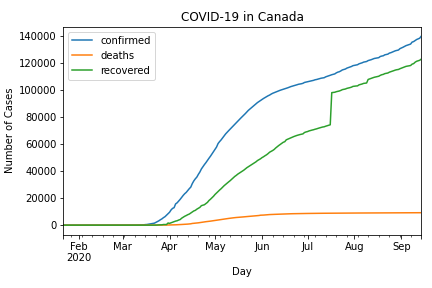 COVID-19 in Canada
140000
120000
100000
80000
60000
40000
20000
0
Number of Cases
confirmed
deaths
recovered
Feb Mar Apr May Jun Jul Aug Sep
2020
Day